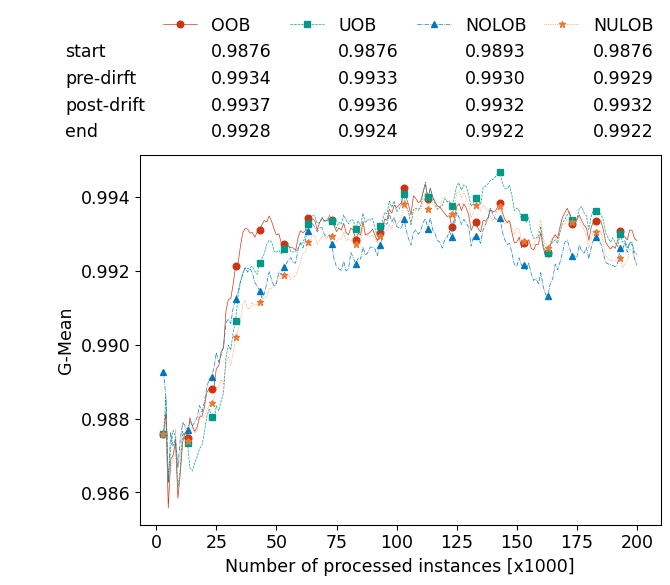 OOB UOB NOLOB NULOB
start 0.9876 0.9876 0.9893 0.9876
pre-dirft 0.9934 0.9933 0.9930 0.9929
post-drift 0.9937 0.9936 0.9932 0.9932
end 0.9928 0.9924 0.9922 0.9922
G-Mean
0.994
0.992
0.990
0.988
0.986
0 25 50 75 100 125 150 175 200
Number of processed instances [x1000]